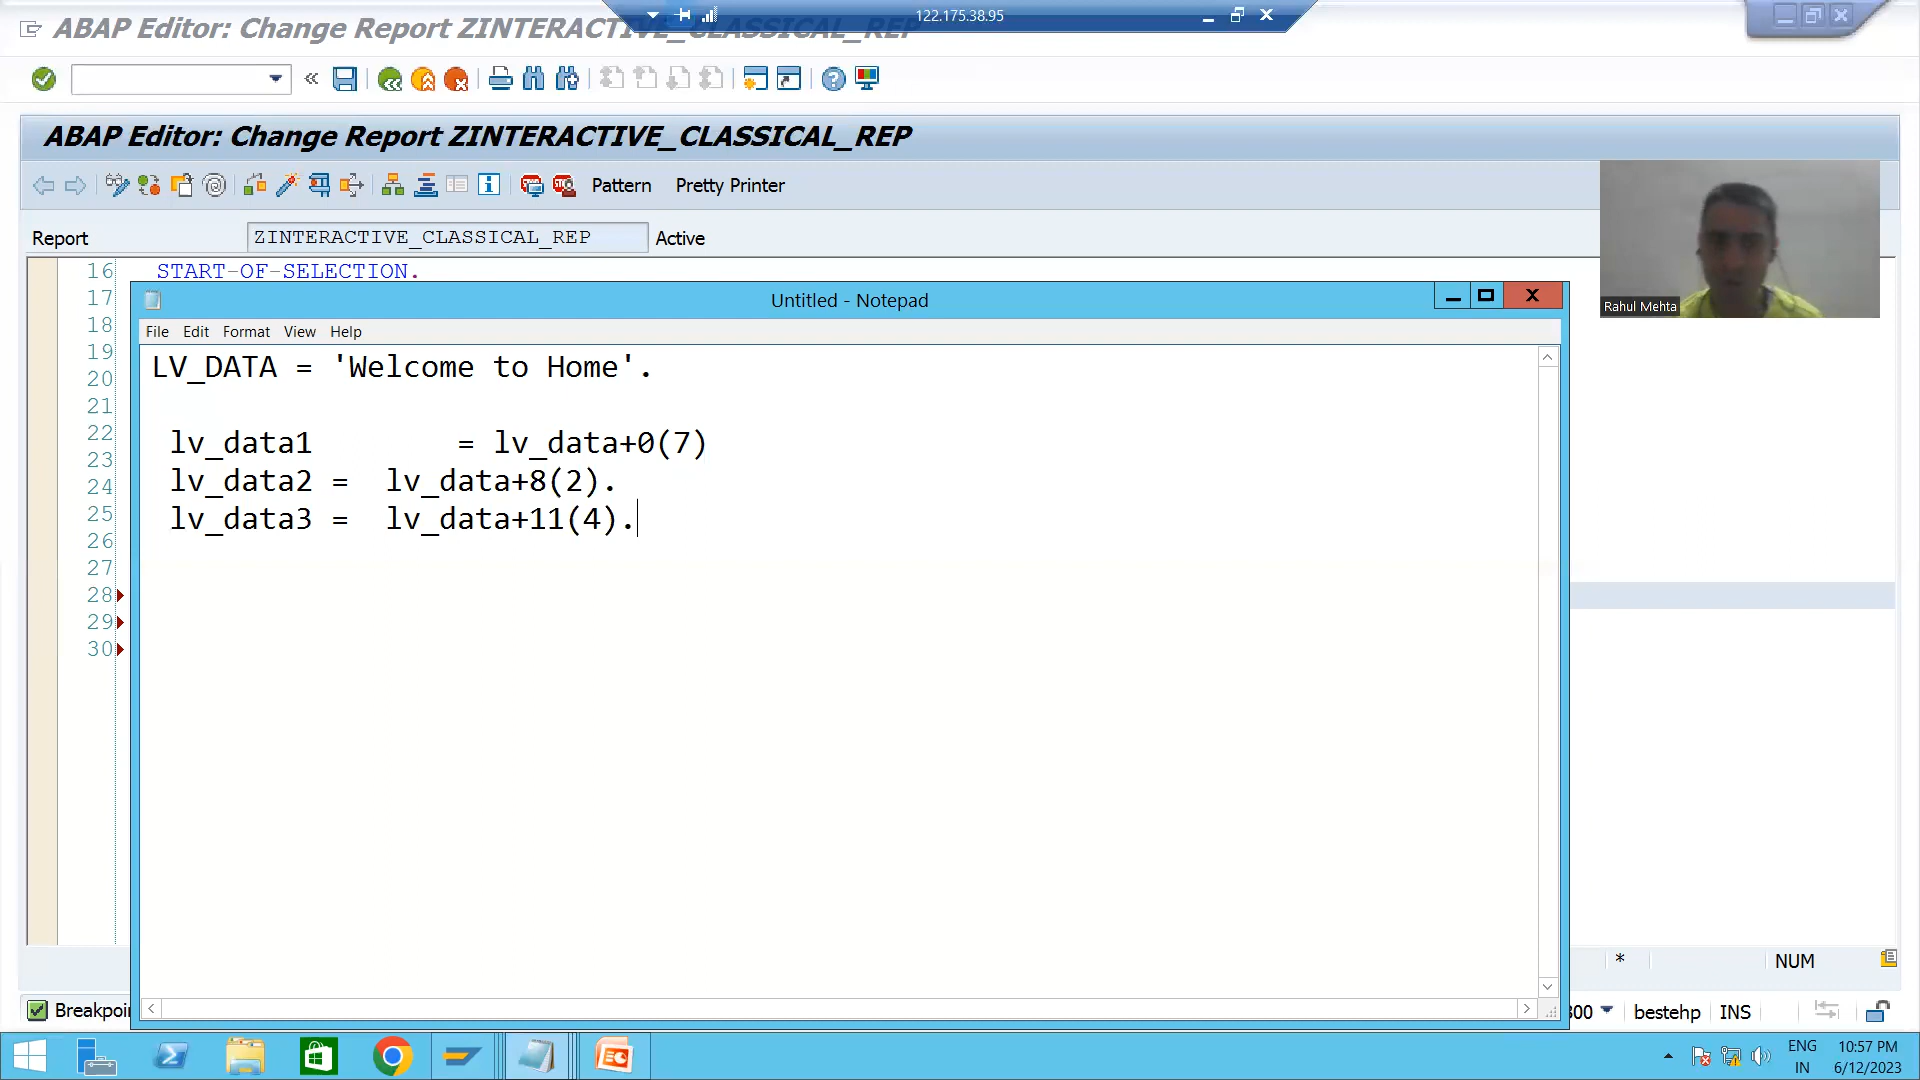 ABAP Editor: Change Report ZINTERACTIVE_CLASSICAL_REP
122.175.38.95
ABAP Editor: Change Report ZINTERACTIVE_CLASSICAL_REP
Pattern Pretty Printer
Report ZINTERACTIVE_CLASSICAL_REP Active
Rahul Mehta
16 START-OF-SELECTION.
17
18
19
20
21
22
23
24
25
26
27
28
29
30
Untitled - Notepad
File Edit Format View Help
LV_DATA = 'Welcome to Home'.
lv_data1 = lv_data+0(7)
lv_data2 = lv_data+8(2).
lv_data3 = lv_data+11(4).
* NUM
bestehp INS
ENG
IN
10:57 PM
6/12/2023